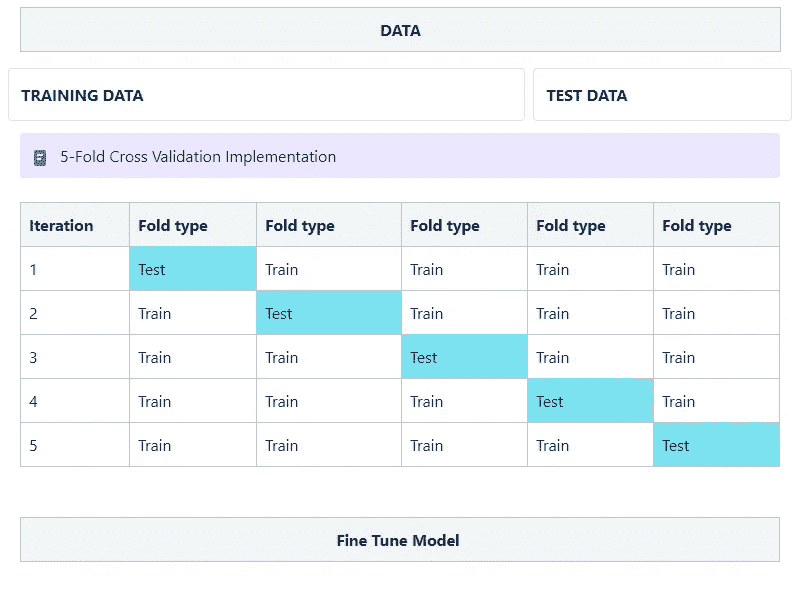 DATA
TRAINING DATA TEST DATA
5-Fold Cross Validation Implementation
Iteration Fold type Fold type Fold type Fold type Fold type
1 Test Train Train Train Train
2 Train Test Train Train Train
3 Train Train Test Train Train
4 Train Train Train Test Train
5 Train Train Train Train Test
Fine Tune Model